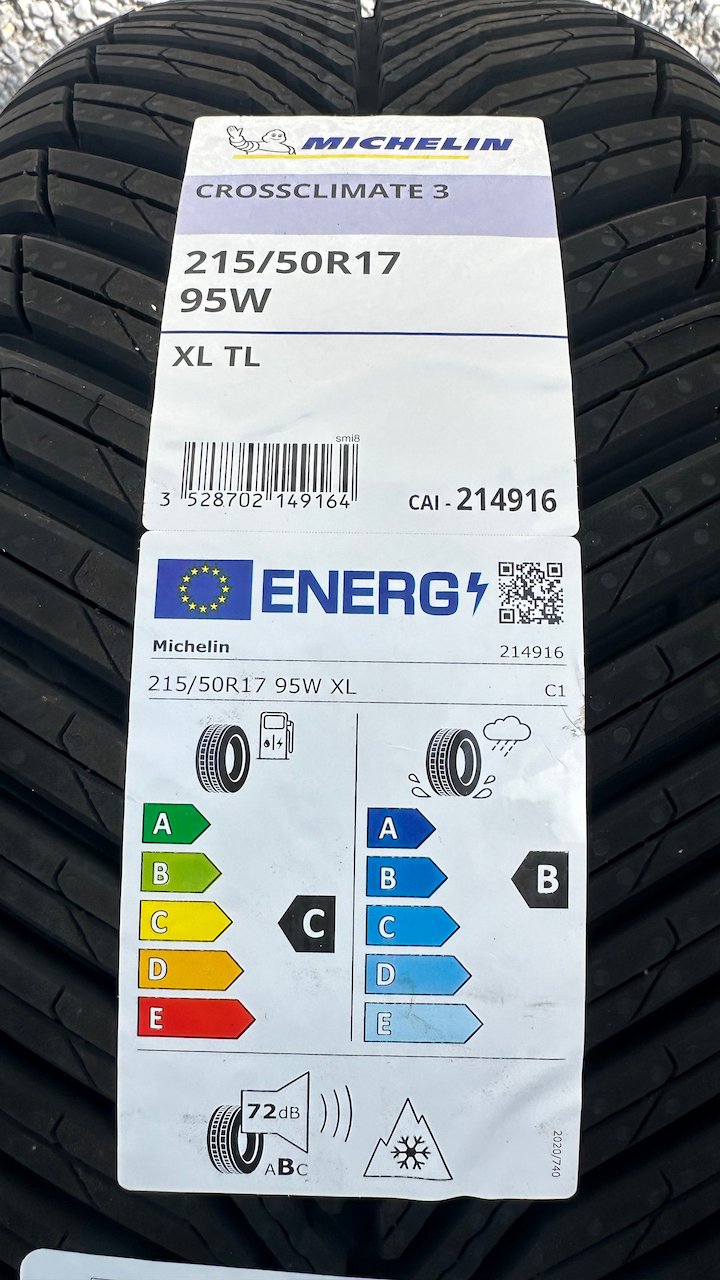 MICHELIN
CROSSCLIMATE 3
215/50R17
95W
XL TL
smi8
3 528702 149164
CAI - 214916
ENERG
Michelin 214916
215/50R17 95W XL C1
A A
B B B
C C C
D D
E E
72dB
ABC
2020/740